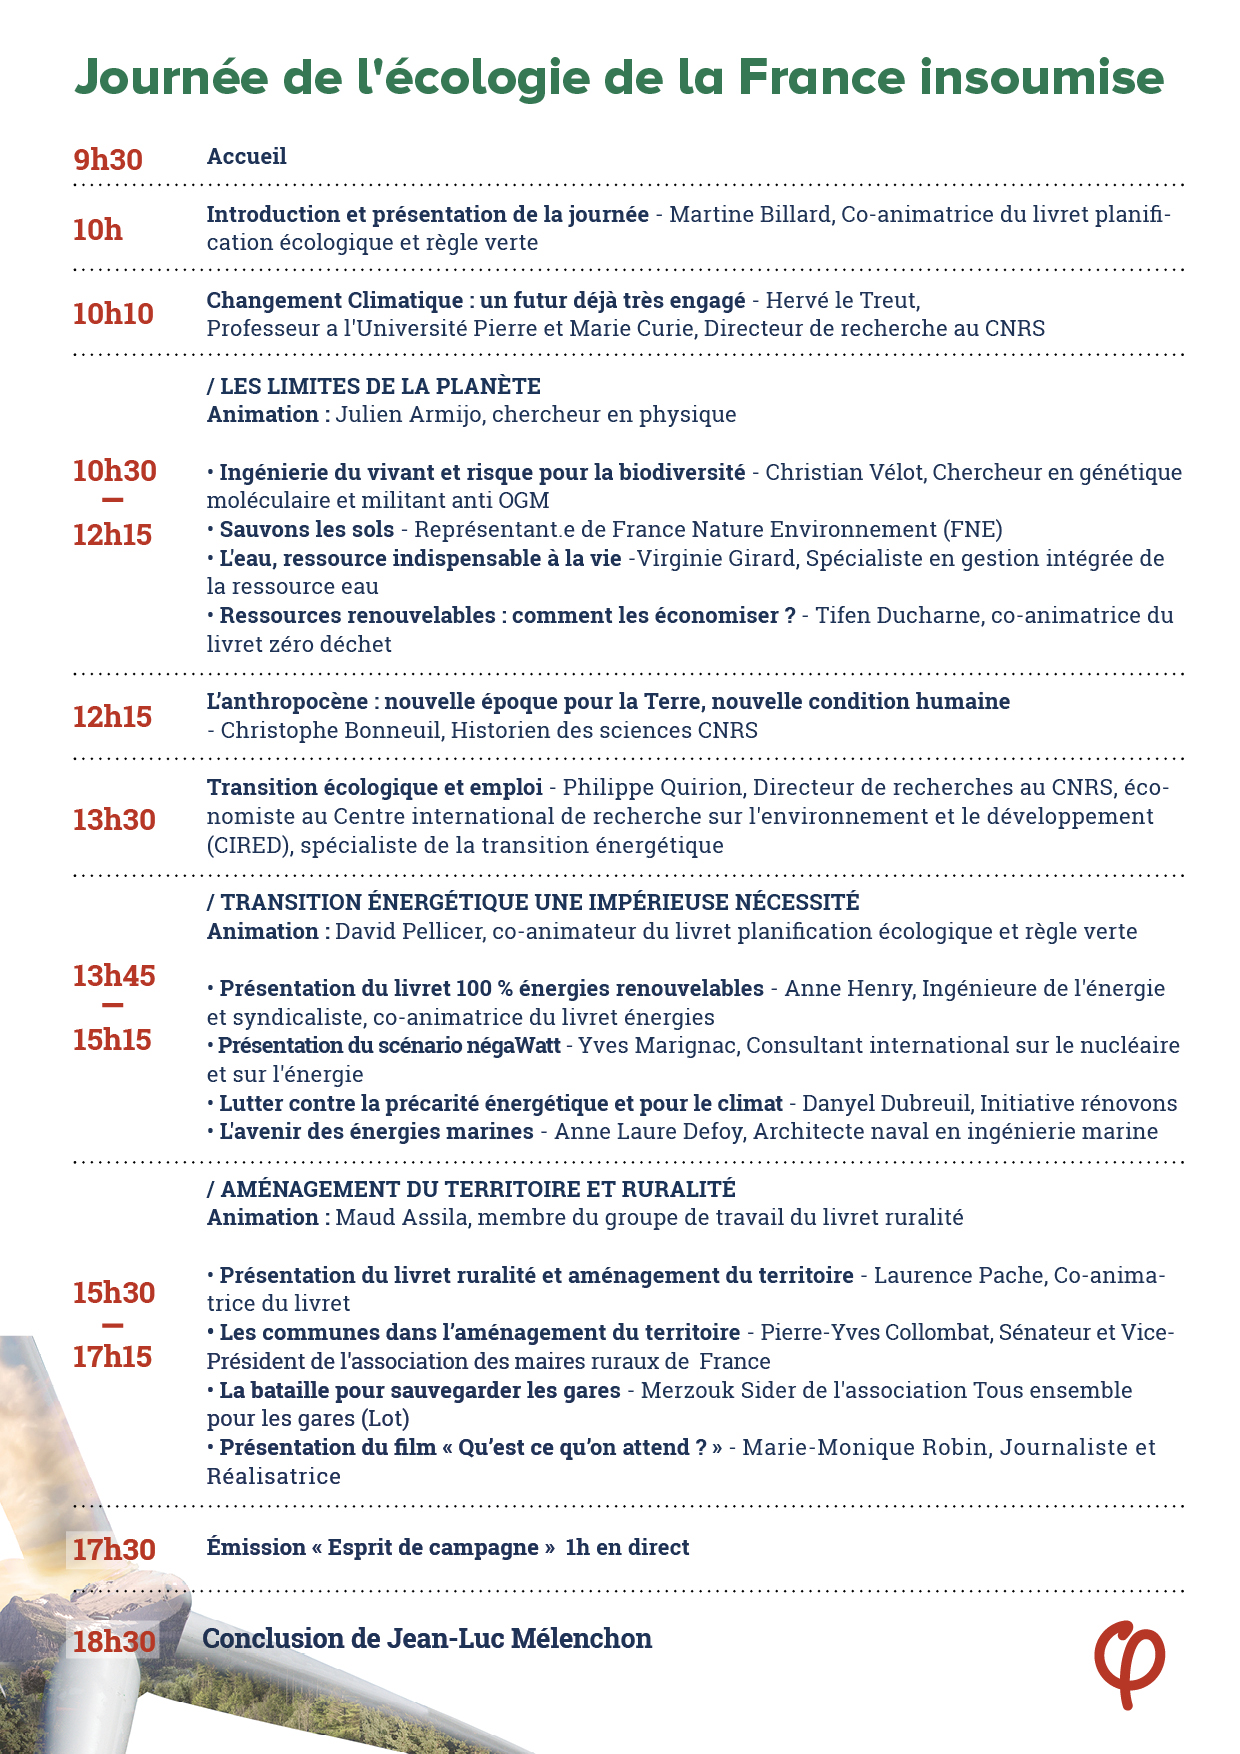 Journée de l'écologie de la France insoumise
9h30
Accueil
10h
Introduction et présentation de la journée - Martine Billard, Co-animatrice du livret planifi-
cation écologique et règle verte
10h10
Changement Climatique : un futur déjà très engagé - Hervé le Treut,
Professeur a l'Université Pierre et Marie Curie, Directeur de recherche au CNRS
/ LES LIMITES DE LA PLANÈTE
Animation : Julien Armijo, chercheur en physique
10h30
–
12h15
• Ingénierie du vivant et risque pour la biodiversité - Christian Vélot, Chercheur en génétique
moléculaire et militant anti OGM
• Sauvons les sols - Représentant.e de France Nature Environnement (FNE)
• L'eau, ressource indispensable à la vie -Virginie Girard, Spécialiste en gestion intégrée de
la ressource eau
• Ressources renouvelables : comment les économiser ? - Tifen Ducharne, co-animatrice du
livret zéro déchet
12h15
L’anthropocène : nouvelle époque pour la Terre, nouvelle condition humaine
- Christophe Bonneuil, Historien des sciences CNRS
13h30
Transition écologique et emploi - Philippe Quirion, Directeur de recherches au CNRS, éco-
nomiste au Centre international de recherche sur l'environnement et le développement
(CIRED), spécialiste de la transition énergétique
/ TRANSITION ÉNERGÉTIQUE UNE IMPÉRIEUSE NÉCESSITÉ
Animation : David Pellicer, co-animateur du livret planification écologique et règle verte
13h45
–
15h15
• Présentation du livret 100 % énergies renouvelables - Anne Henry, Ingénieure de l'énergie
et syndicaliste, co-animatrice du livret énergies
• Présentation du scénario négaWatt - Yves Marignac, Consultant international sur le nucléaire
et sur l'énergie
• Lutter contre la précarité énergétique et pour le climat - Danyel Dubreuil, Initiative rénovons
• L'avenir des énergies marines - Anne Laure Defoy, Architecte naval en ingénierie marine
/ AMÉNAGEMENT DU TERRITOIRE ET RURALITÉ
Animation : Maud Assila, membre du groupe de travail du livret ruralité
15h30
–
17h15
• Présentation du livret ruralité et aménagement du territoire - Laurence Pache, Co-anima-
trice du livret
• Les communes dans l’aménagement du territoire - Pierre-Yves Collombat, Sénateur et Vice-
Président de l'association des maires ruraux de France
• La bataille pour sauvegarder les gares - Merzouk Sider de l'association Tous ensemble
pour les gares (Lot)
• Présentation du film « Qu’est ce qu’on attend ? » - Marie-Monique Robin, Journaliste et
Réalisatrice
17h30
Émission « Esprit de campagne » 1h en direct
18h30
Conclusion de Jean-Luc Mélenchon
φ